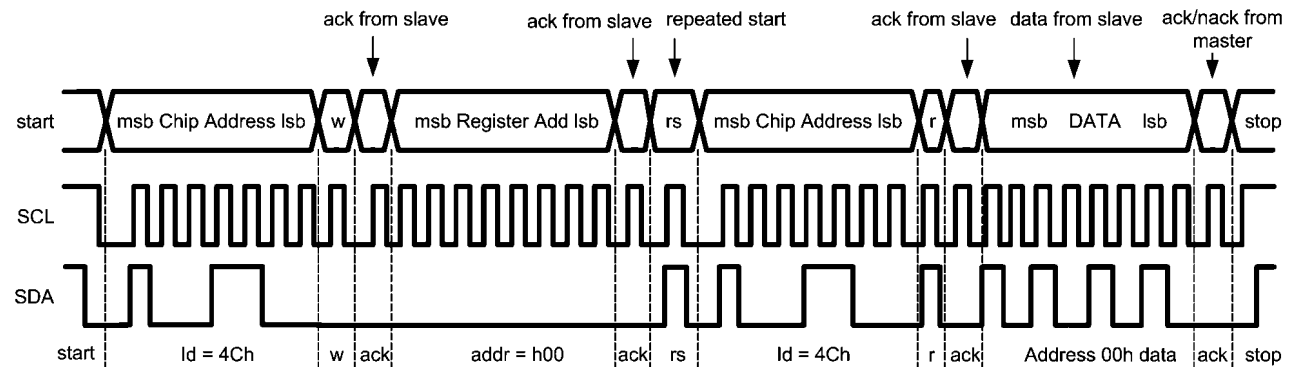 ack from slave
ack from slave
repeated start
ack from slave
data from slave
ack/nack from
master
start
msb Chip Address lsb
w
msb Register Add lsb
rs
msb Chip Address lsb
r
msb DATA lsb
stop
SCL
SDA
start
Id = 4Ch
w
ack
addr = h00
ack
rs
Id = 4Ch
r
ack
Address 00h data
ack
stop